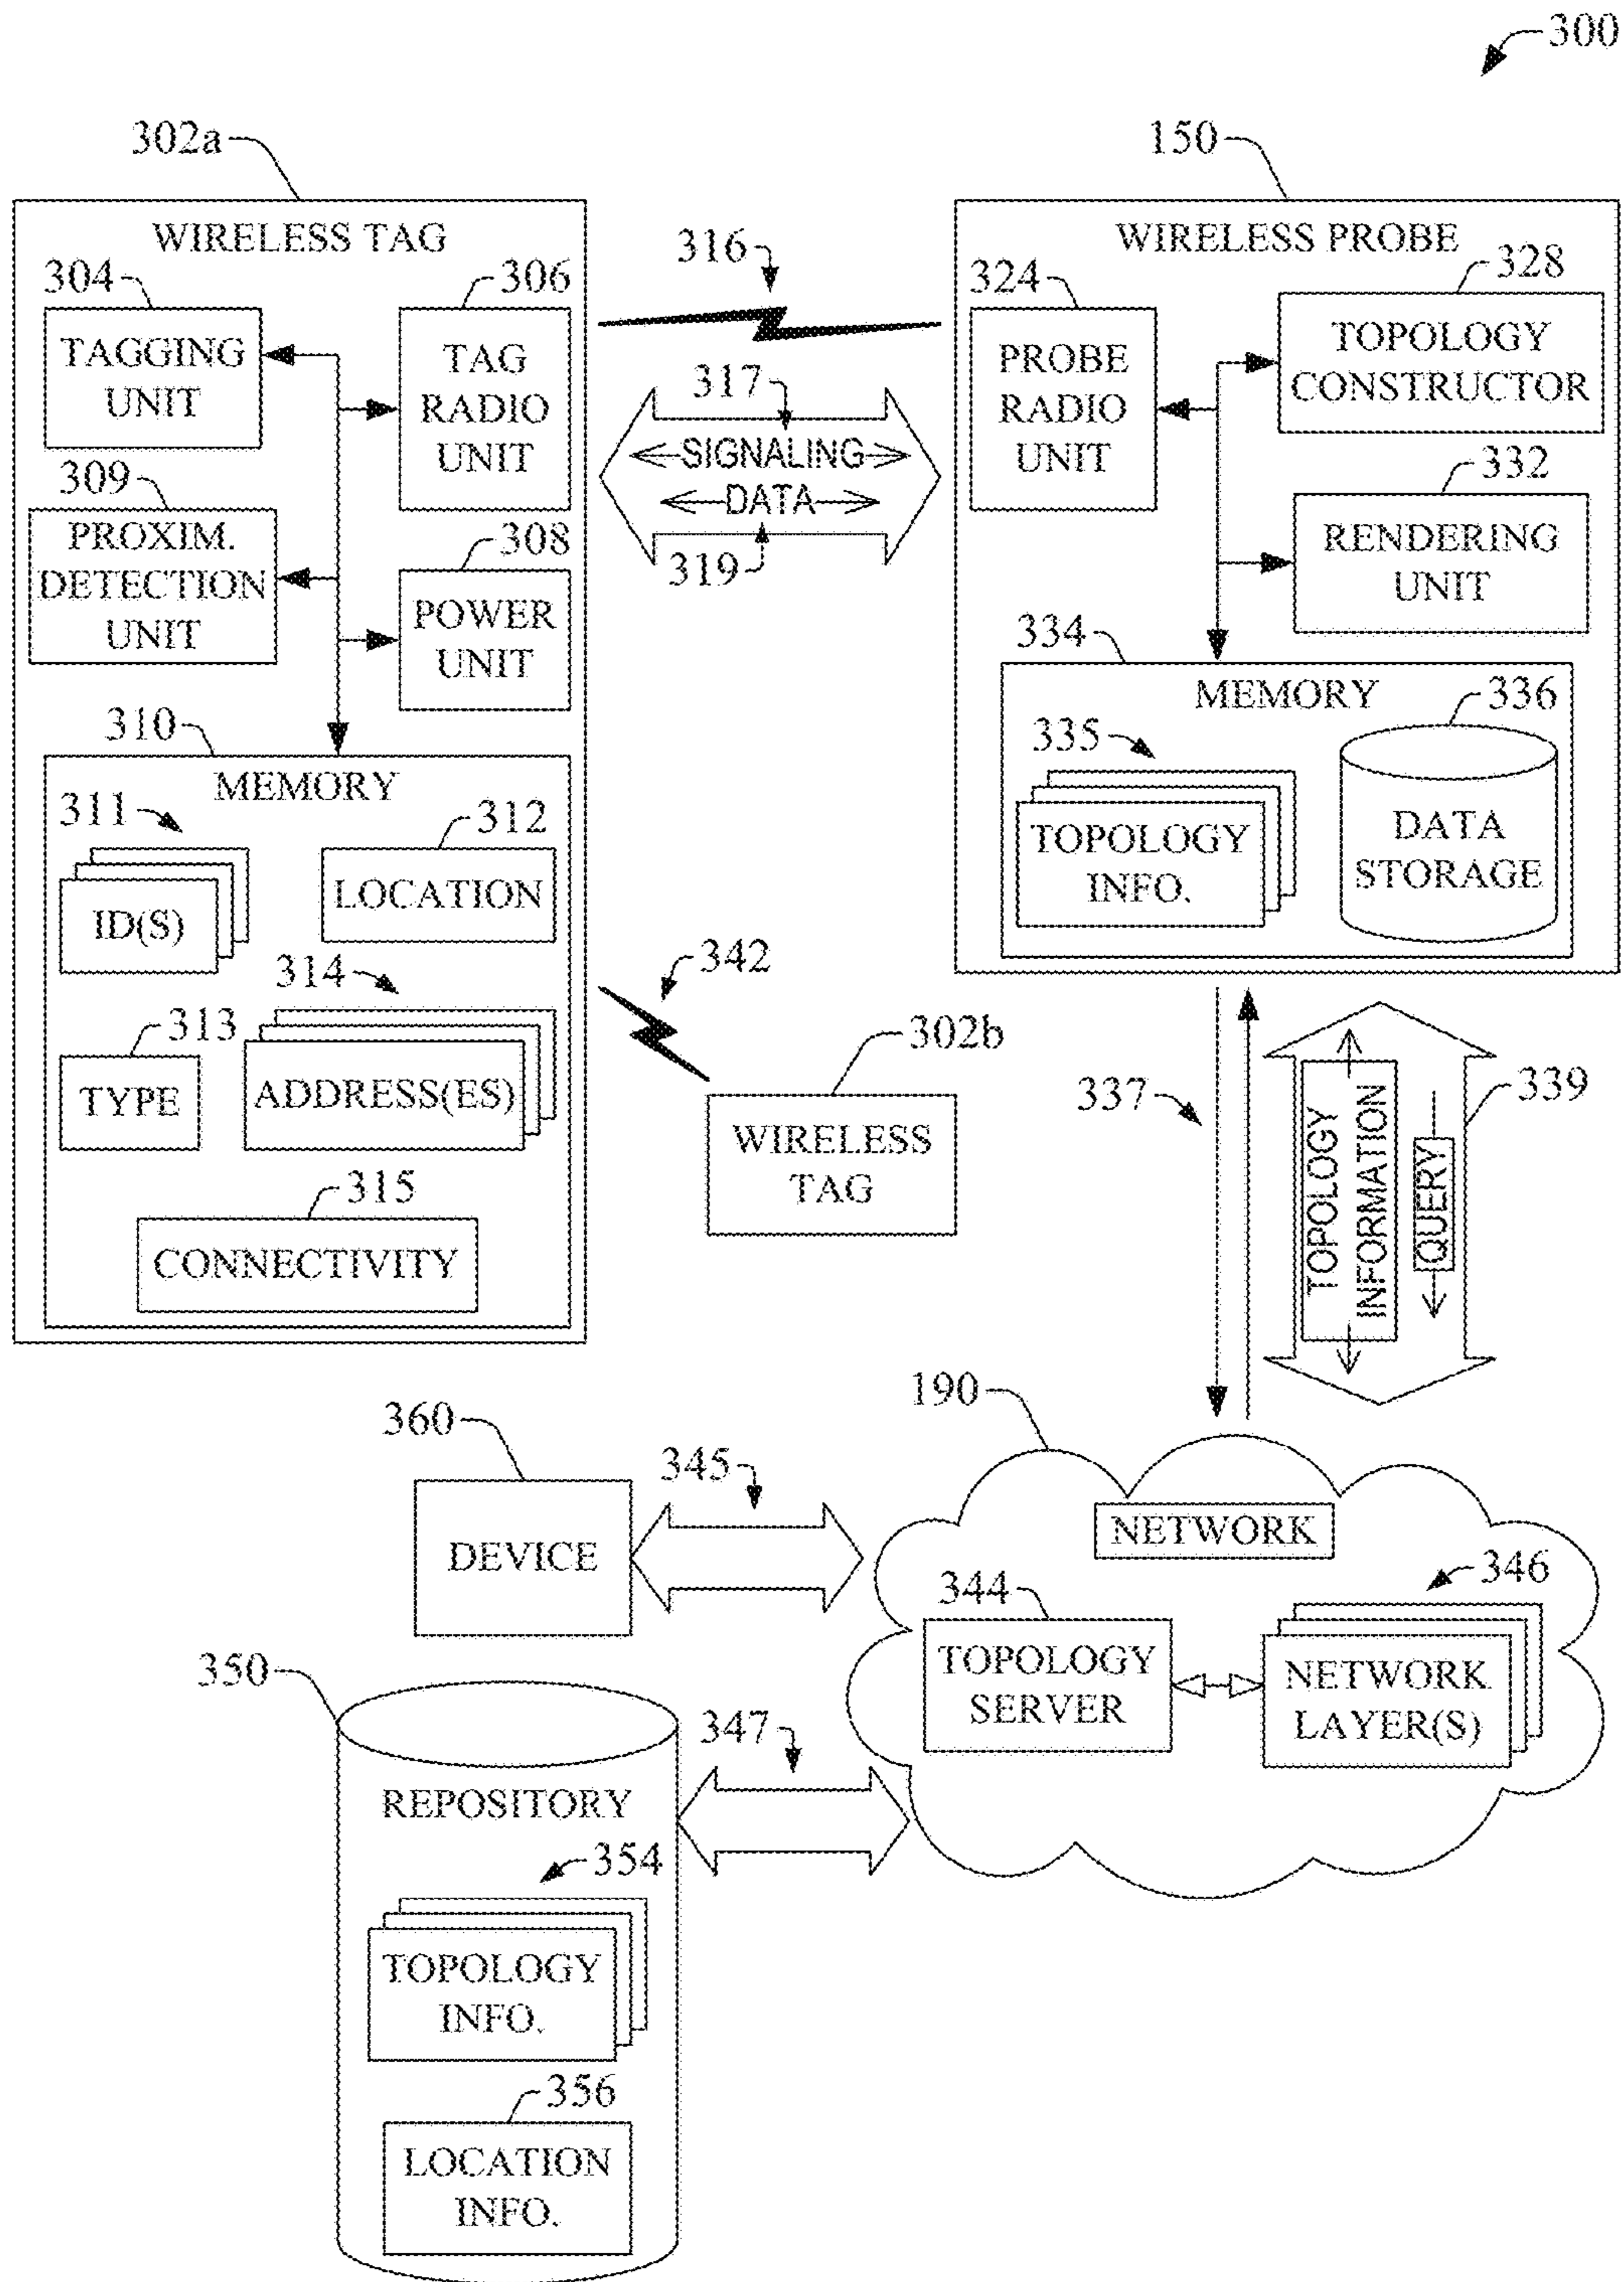 300
302a
150
WIRELESS TAG
WIRELESS PROBE
304
306
316
324
328
TAGGING
UNIT
TAG
RADIO
UNIT
PROBE
RADIO
UNIT
TOPOLOGY
CONSTRUCTOR
317
SIGNALING
DATA
319
309
PROXIM.
DETECTION
UNIT
308
POWER
UNIT
332
RENDERING
UNIT
334
MEMORY
335
336
TOPOLOGY
INFO.
DATA
STORAGE
310
MEMORY
311
312
ID(S)
LOCATION
313
314
TYPE
ADDRESS(ES)
315
CONNECTIVITY
342
302b
WIRELESS
TAG
337
TOPOLOGY
INFORMATION
QUERY
339
190
360
345
DEVICE
NETWORK
344
346
TOPOLOGY
SERVER
NETWORK
LAYER(S)
350
347
REPOSITORY
354
TOPOLOGY
INFO.
356
LOCATION
INFO.